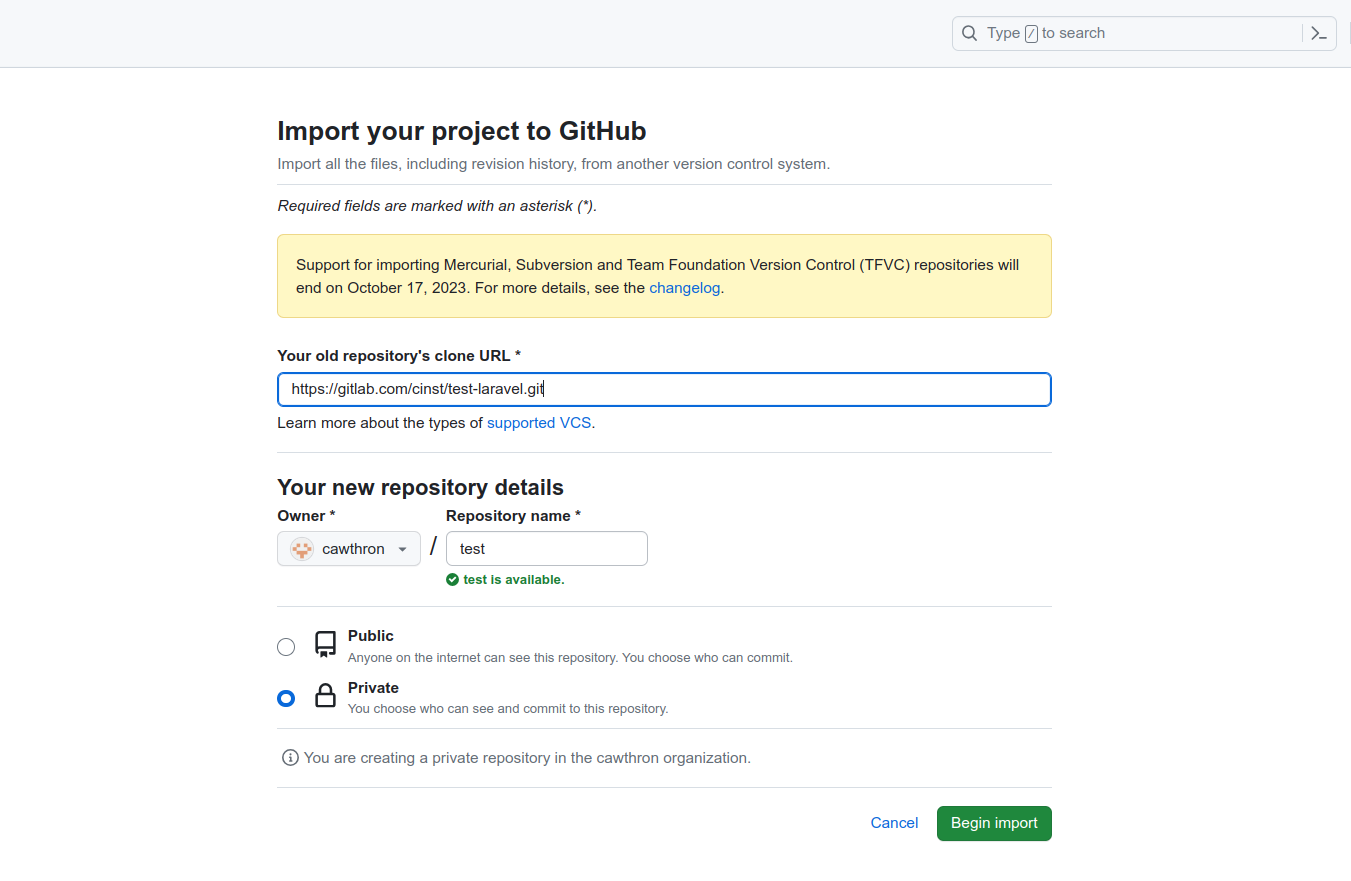 Type / to search
Import your project to GitHub
Import all the files, including revision history, from another version control system.
Required fields are marked with an asterisk (*).
Support for importing Mercurial, Subversion and Team Foundation Version Control (TFVC) repositories will
end on October 17, 2023. For more details, see the changelog.
Your old repository's clone URL *
https://gitlab.com/cinst/test-laravel.git
Learn more about the types of supported VCS.
Your new repository details
Owner *
Repository name *
cawthron
/
test
test is available.
Public
Anyone on the internet can see this repository. You choose who can commit.
Private
You choose who can see and commit to this repository.
You are creating a private repository in the cawthron organization.
Cancel
Begin import